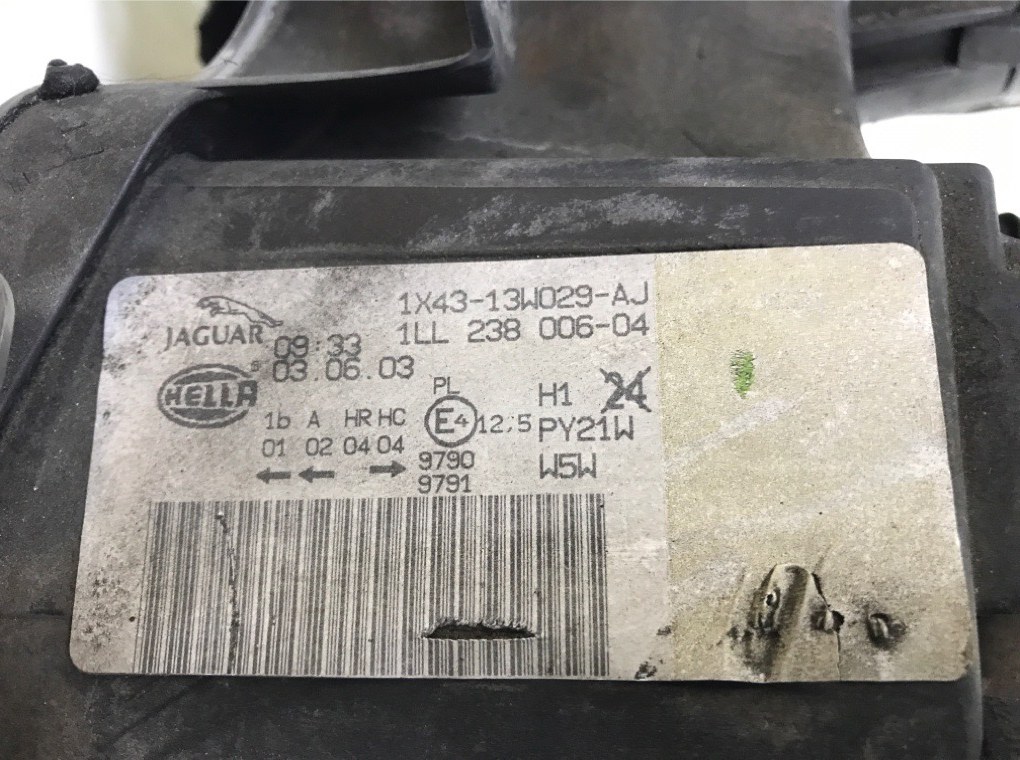 1X43-13W029-AJ
JAGUAR
09:33
1LL 238 006-04
s
03.06.03
HELLA
PL
H1 24
1b A HR HC
E4
12,5
PY21W
01 02 04 04
9790
W5W
9791